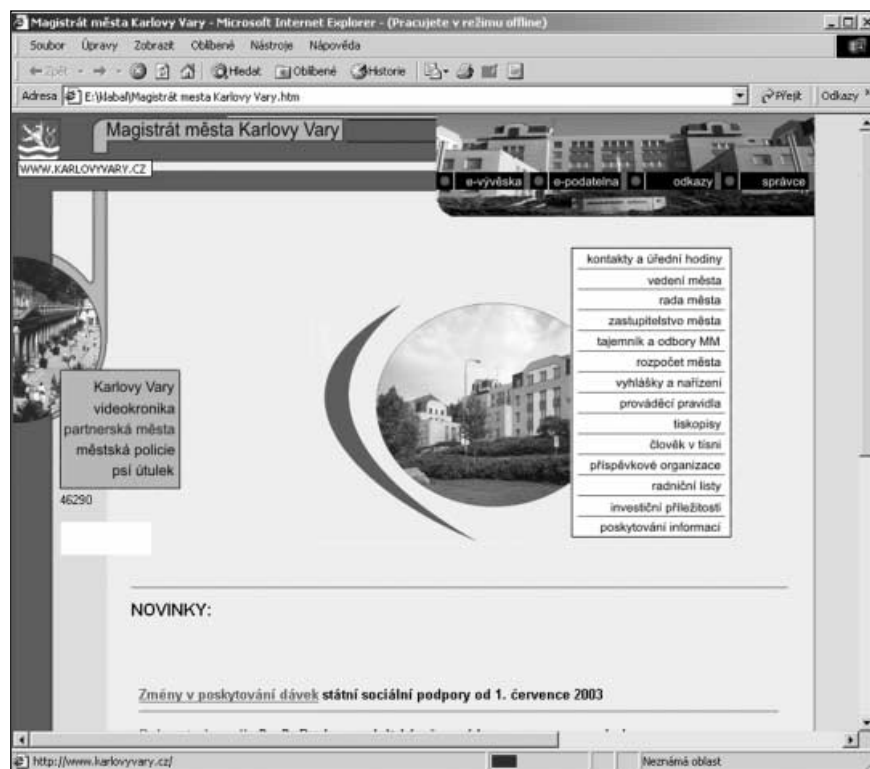 Magistrát města Karlovy Vary - Microsoft Internet Explorer - (Pracujete v režimu offline)
Soubor Úpravy Zobrazit Oblíbené Nástroje Nápověda
Zpět Hledat Oblíbené Historie
Adresa E:\klabal\Magistrát mesta Karlovy Vary.htm Přejít Odkazy
Magistrát města Karlovy Vary
WWW.KARLOVYVARY.CZ
e-vývěska e-podatelna odkazy správce
kontakty a úřední hodiny
vedení města
rada města
zastupitelstvo města
tajemník a odbory MM
rozpočet města
vyhlášky a nařízení
prováděcí pravidla
tiskopisy
člověk v tísni
příspěvkové organizace
radniční listy
investiční příležitosti
poskytování informací
Karlovy Vary
videokronika
partnerská města
městská policie
psí útulek
46290
NOVINKY:
Změny v poskytování dávek státní sociální podpory od 1. července 2003
http://www.karlovyvary.cz/ Neznámá oblast